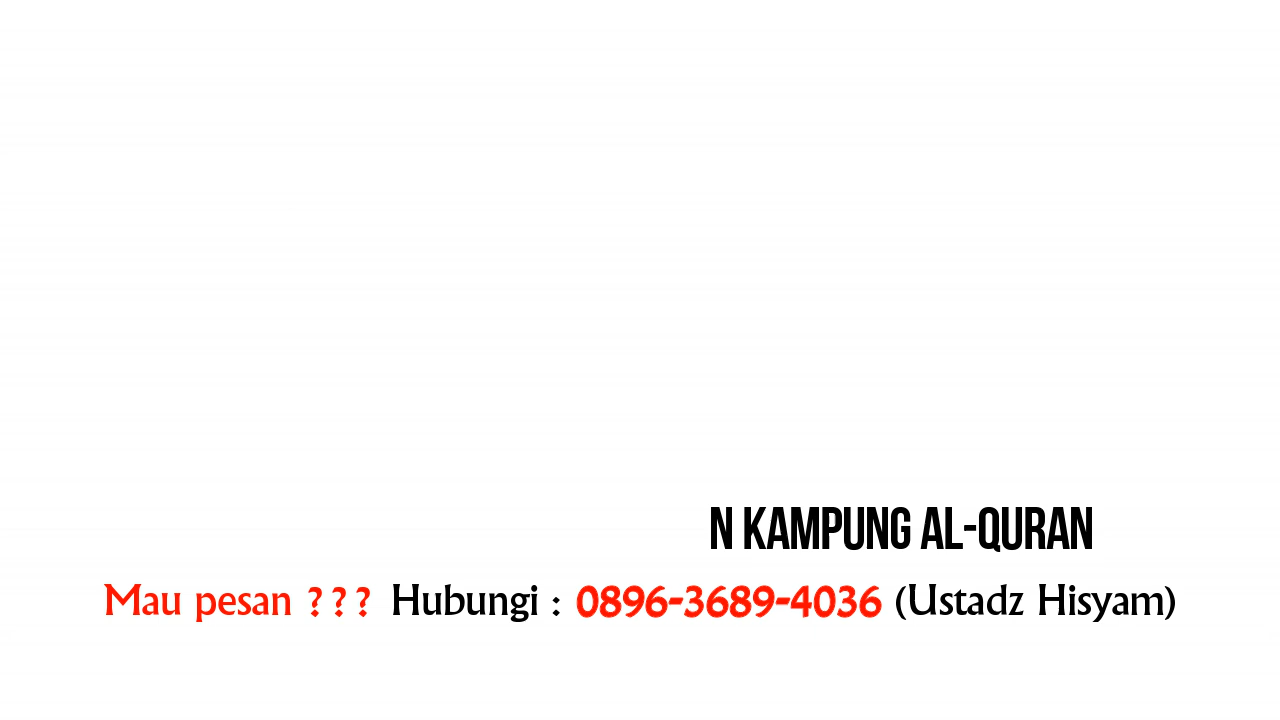 N KAMPUNG AL-QURAN
Mau pesan ??? Hubungi : 0896-3689-4036 (Ustadz Hisyam)